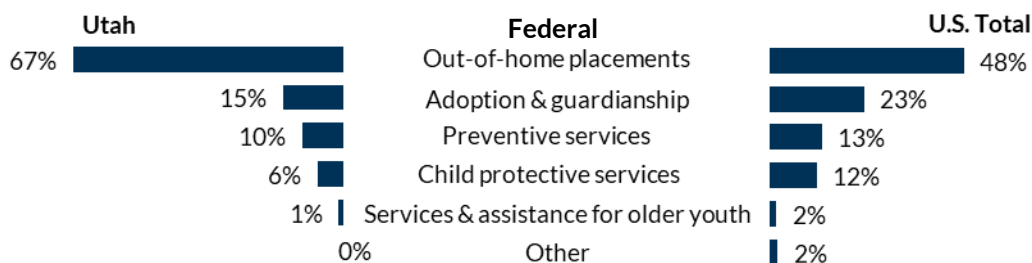 Utah Federal U.S. Total
67% Out-of-home placements 48%
15% Adoption & guardianship 23%
10% Preventive services 13%
6% Child protective services 12%
1% Services & assistance for older youth 2%
0% Other 2%